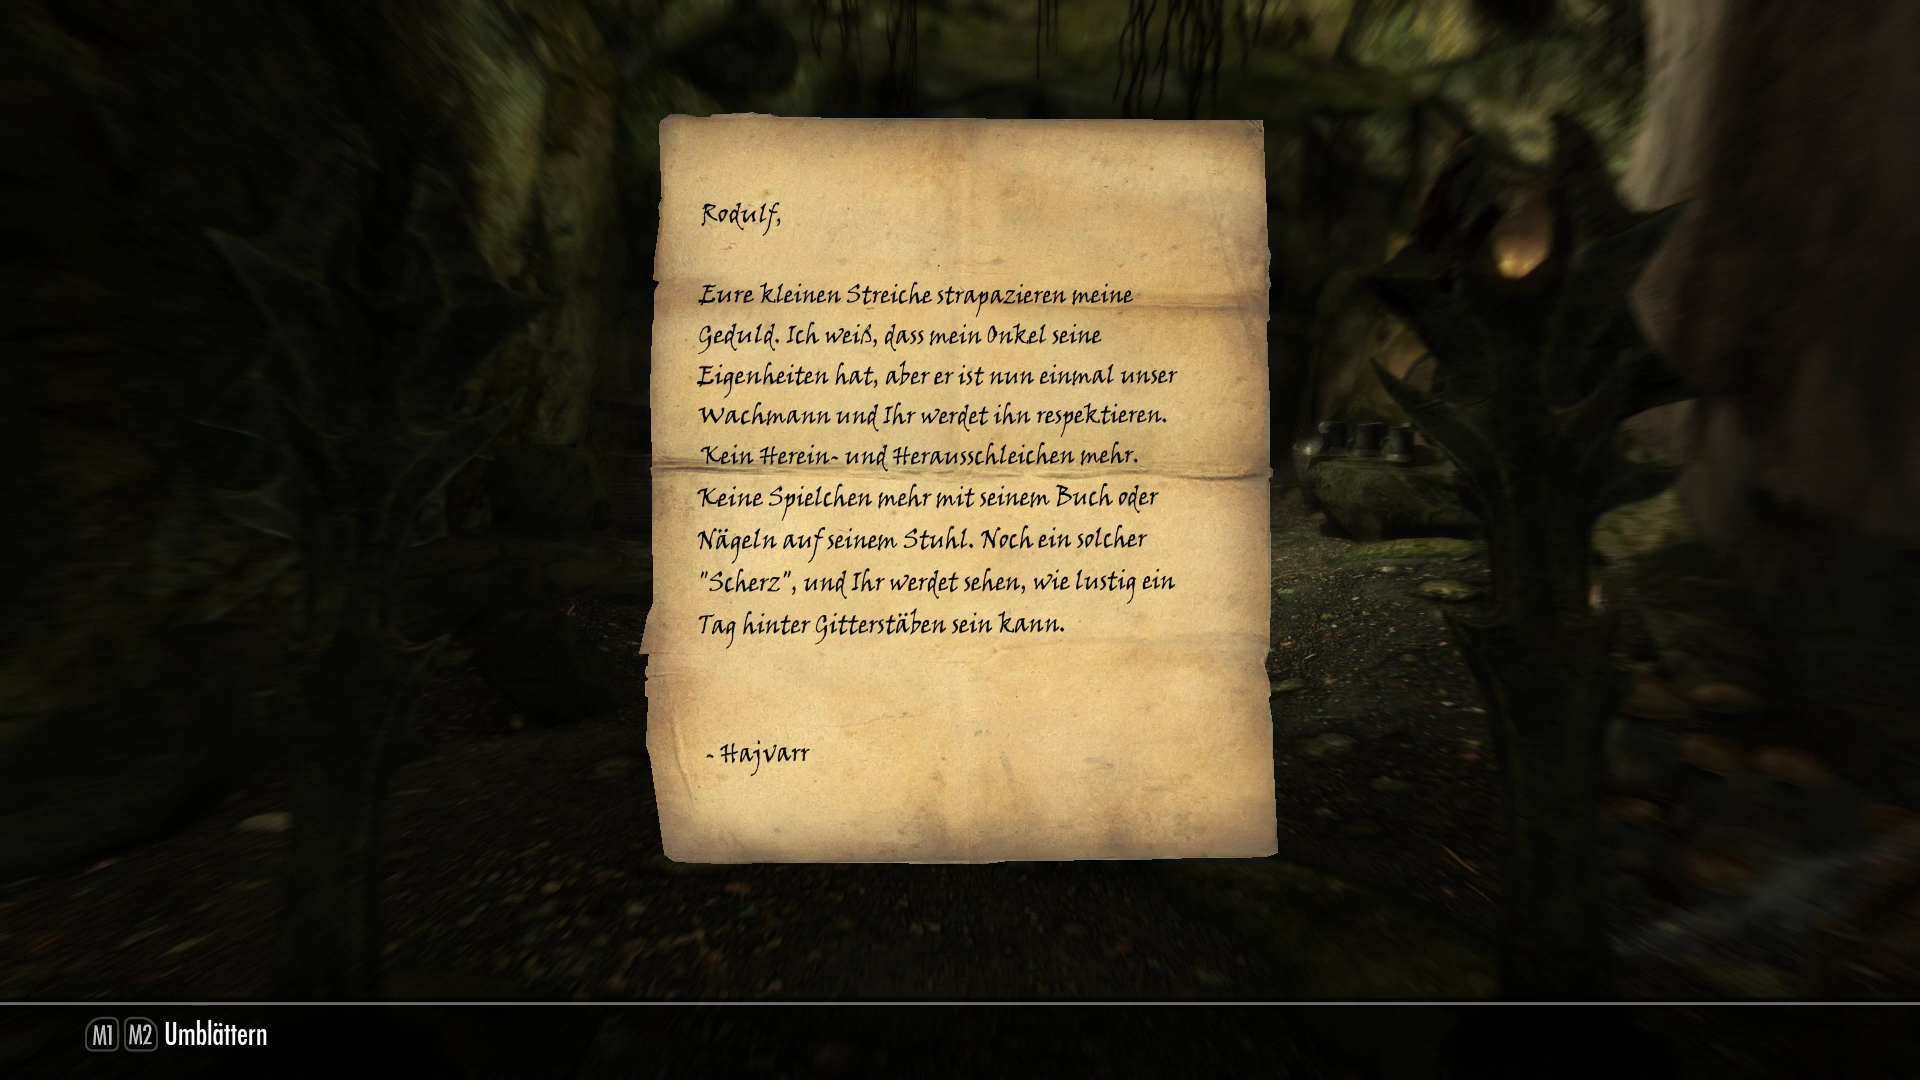 Rodulf,
Eure kleinen Streiche strapazieren meine
Geduld. Ich weiß, dass mein Onkel seine
Eigenheiten hat, aber er ist nun einmal unser
Wachmann und Ihr werdet ihn respektieren.
Kein Herein- und Herausschleichen mehr.
Keine Spielchen mehr mit seinem Buch oder
Nägeln auf seinem Stuhl. Noch ein solcher
"Scherz", und Ihr werdet sehen, wie lustig ein
Tag hinter Gitterstäben sein kann.
- Hajvarr
M1 M2 Umblättern